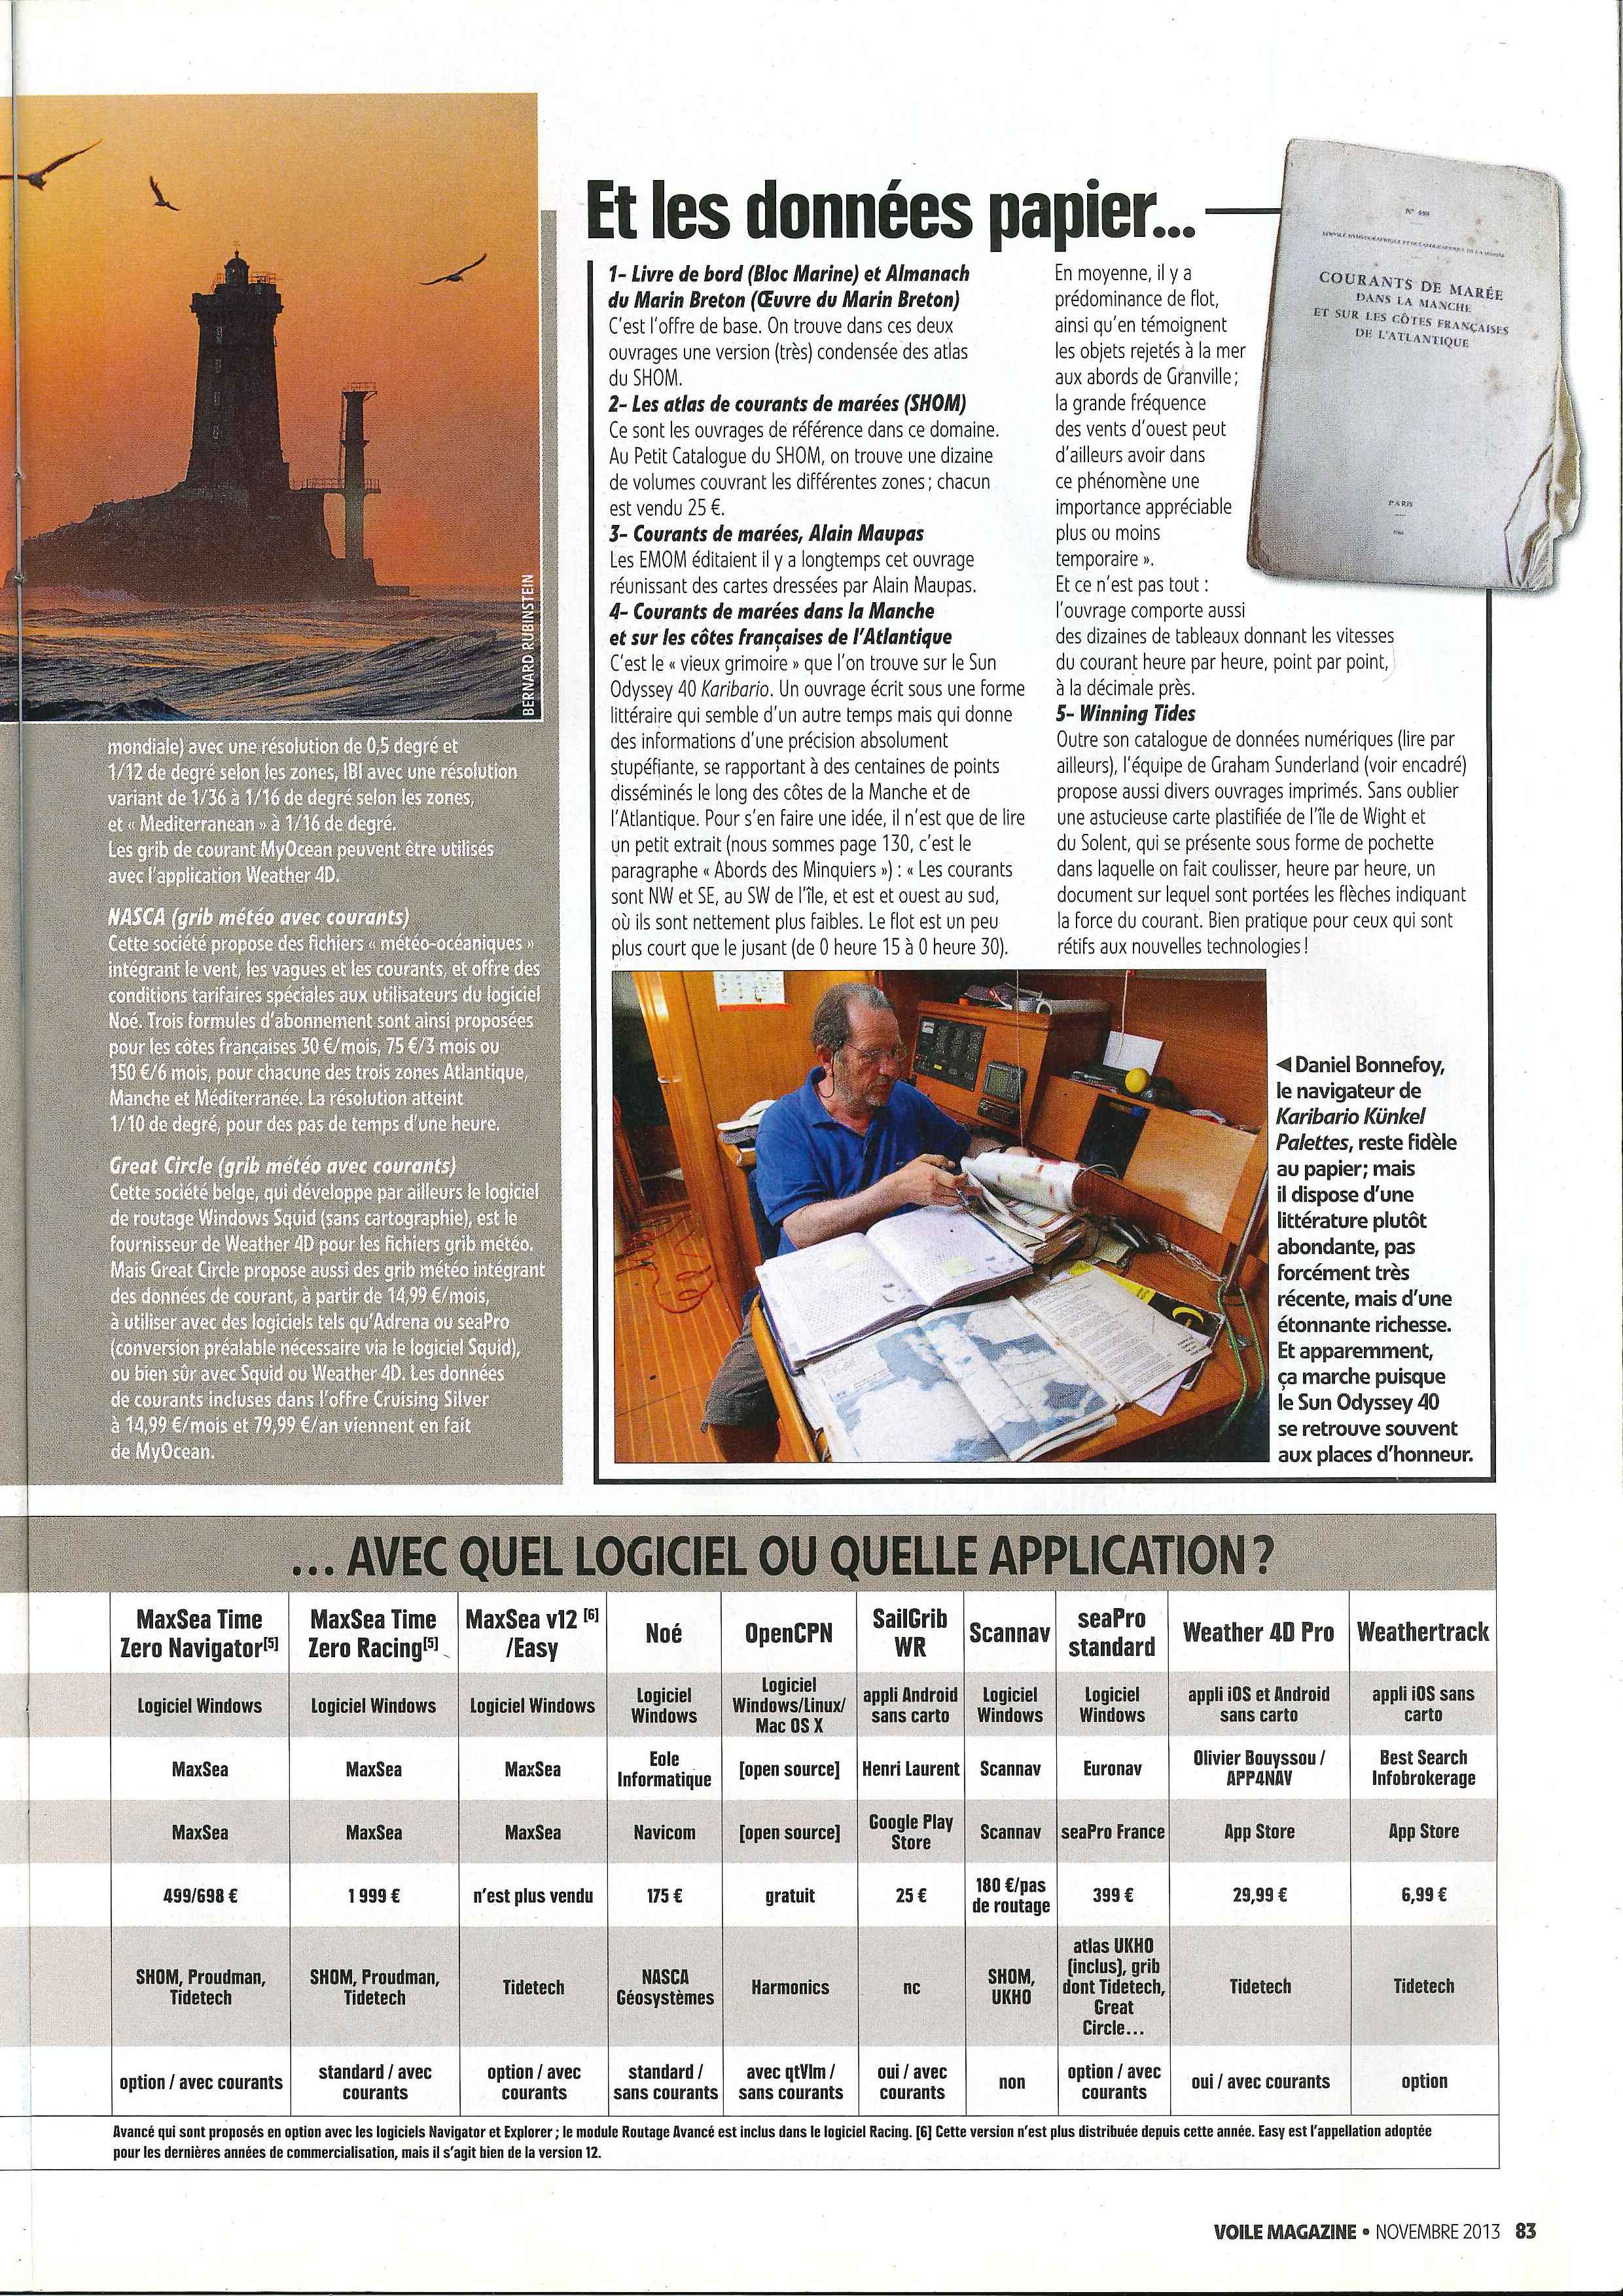 BERNARD RUBINSTEIN
mondiale) avec une résolution de 0,5 degré et
1/12 de degré selon les zones, IBI avec une résolution
variant de 1/36 à 1/16 de degré selon les zones,
et « Mediterranean » à 1/16 de degré.
Les grib de courant MyOcean peuvent être utilisés
avec l'application Weather 4D.
NASCA (grib météo avec courants)
Cette société propose des fichiers « météo-océaniques »
intégrant le vent, les vagues et les courants, et offre des
conditions tarifaires spéciales aux utilisateurs du logiciel
Noé. Trois formules d'abonnement sont ainsi proposées
pour les côtes françaises 30 €/mois, 75 €/3 mois ou
150 €/6 mois, pour chacune des trois zones Atlantique,
Manche et Méditerranée. La résolution atteint
1/10 de degré, pour des pas de temps d'une heure.
Great Circle (grib météo avec courants)
Cette société belge, qui développe par ailleurs le logiciel
de routage Windows Squid (sans cartographie), est le
fournisseur de Weather 4D pour les fichiers grib météo.
Mais Great Circle propose aussi des grib météo intégrant
des données de courant, à partir de 14,99 €/mois,
à utiliser avec des logiciels tels qu'Adrena ou seaPro
(conversion préalable nécessaire via le logiciel Squid),
ou bien sûr avec Squid ou Weather 4D. Les données
de courants incluses dans l'offre Cruising Silver
à 14,99 €/mois et 79,99 €/an viennent en fait
de MyOcean.
Et les données papier...
1- Livre de bord (Bloc Marine) et Almanach
du Marin Breton (Œuvre du Marin Breton)
C'est l'offre de base. On trouve dans ces deux
ouvrages une version (très) condensée des atlas
du SHOM.
2- Les atlas de courants de marées (SHOM)
Ce sont les ouvrages de référence dans ce domaine.
Au Petit Catalogue du SHOM, on trouve une dizaine
de volumes couvrant les différentes zones ; chacun
est vendu 25 €.
3- Courants de marées, Alain Maupas
Les EMOM éditaient il y a longtemps cet ouvrage
réunissant des cartes dressées par Alain Maupas.
4- Courants de marées dans la Manche
et sur les côtes françaises de l'Atlantique
C'est le « vieux grimoire » que l'on trouve sur le Sun
Odyssey 40 Karibario. Un ouvrage écrit sous une forme
littéraire qui semble d'un autre temps mais qui donne
des informations d'une précision absolument
stupéfiante, se rapportant à des centaines de points
disséminés le long des côtes de la Manche et de
l'Atlantique. Pour s'en faire une idée, il n'est que de lire
un petit extrait (nous sommes page 130, c'est le
paragraphe « Abords des Minquiers ») : « Les courants
sont NW et SE, au SW de l'île, et est et ouest au sud,
où ils sont nettement plus faibles. Le flot est un peu
plus court que le jusant (de 0 heure 15 à 0 heure 30).
En moyenne, il y a
prédominance de flot,
ainsi qu'en témoignent
les objets rejetés à la mer
aux abords de Granville ;
la grande fréquence
des vents d'ouest peut
d'ailleurs avoir dans
ce phénomène une
importance appréciable
plus ou moins
temporaire ».
Et ce n'est pas tout :
l'ouvrage comporte aussi
des dizaines de tableaux donnant les vitesses
du courant heure par heure, point par point,
à la décimale près.
5- Winning Tides
Outre son catalogue de données numériques (lire par
ailleurs), l'équipe de Graham Sunderland (voir encadré)
propose aussi divers ouvrages imprimés. Sans oublier
une astucieuse carte plastifiée de l'île de Wight et
du Solent, qui se présente sous forme de pochette
dans laquelle on fait coulisser, heure par heure, un
document sur lequel sont portées les flèches indiquant
la force du courant. Bien pratique pour ceux qui sont
rétifs aux nouvelles technologies !
COURANTS DE MARÉE
DANS LA MANCHE
ET SUR LES CÔTES FRANÇAISES
DE L'ATLANTIQUE
PARIS
◄ Daniel Bonnefoy,
le navigateur de
Karibario Künkel
Palettes, reste fidèle
au papier; mais
il dispose d'une
littérature plutôt
abondante, pas
forcément très
récente, mais d'une
étonnante richesse.
Et apparemment,
ça marche puisque
le Sun Odyssey 40
se retrouve souvent
aux places d'honneur.
... AVEC QUEL LOGICIEL OU QUELLE APPLICATION ?
MaxSea Time Zero Navigator[5] MaxSea Time Zero Racing[5] MaxSea v12 [6] /Easy Noé OpenCPN SailGrib WR Scannav seaPro standard Weather 4D Pro Weathertrack
Logiciel Windows Logiciel Windows Logiciel Windows Logiciel Windows Logiciel Windows/Linux/ Mac OS X appli Android sans carto Logiciel Windows Logiciel Windows appli iOS et Android sans carto appli iOS sans carto
MaxSea MaxSea MaxSea Eole Informatique [open source] Henri Laurent Scannav Euronav Olivier Bouyssou / APP4NAV Best Search Infobrokerage
MaxSea MaxSea MaxSea Navicom [open source] Google Play Store Scannav seaPro France App Store App Store
499/698 € 1 999 € n'est plus vendu 175 € gratuit 25 € 180 €/pas de routage 399 € 29,99 € 6,99 €
SHOM, Proudman, Tidetech SHOM, Proudman, Tidetech Tidetech NASCA Géosystèmes Harmonics nc SHOM, UKHO atlas UKHO (inclus), grib dont Tidetech, Great Circle... Tidetech Tidetech
option / avec courants standard / avec courants option / avec courants standard / sans courants avec qtVlm / sans courants oui / avec courants non option / avec courants oui / avec courants option
Avancé qui sont proposés en option avec les logiciels Navigator et Explorer ; le module Routage Avancé est inclus dans le logiciel Racing. [6] Cette version n'est plus distribuée depuis cette année. Easy est l'appellation adoptée
pour les dernières années de commercialisation, mais il s'agit bien de la version 12.
VOILE MAGAZINE • NOVEMBRE 2013 83